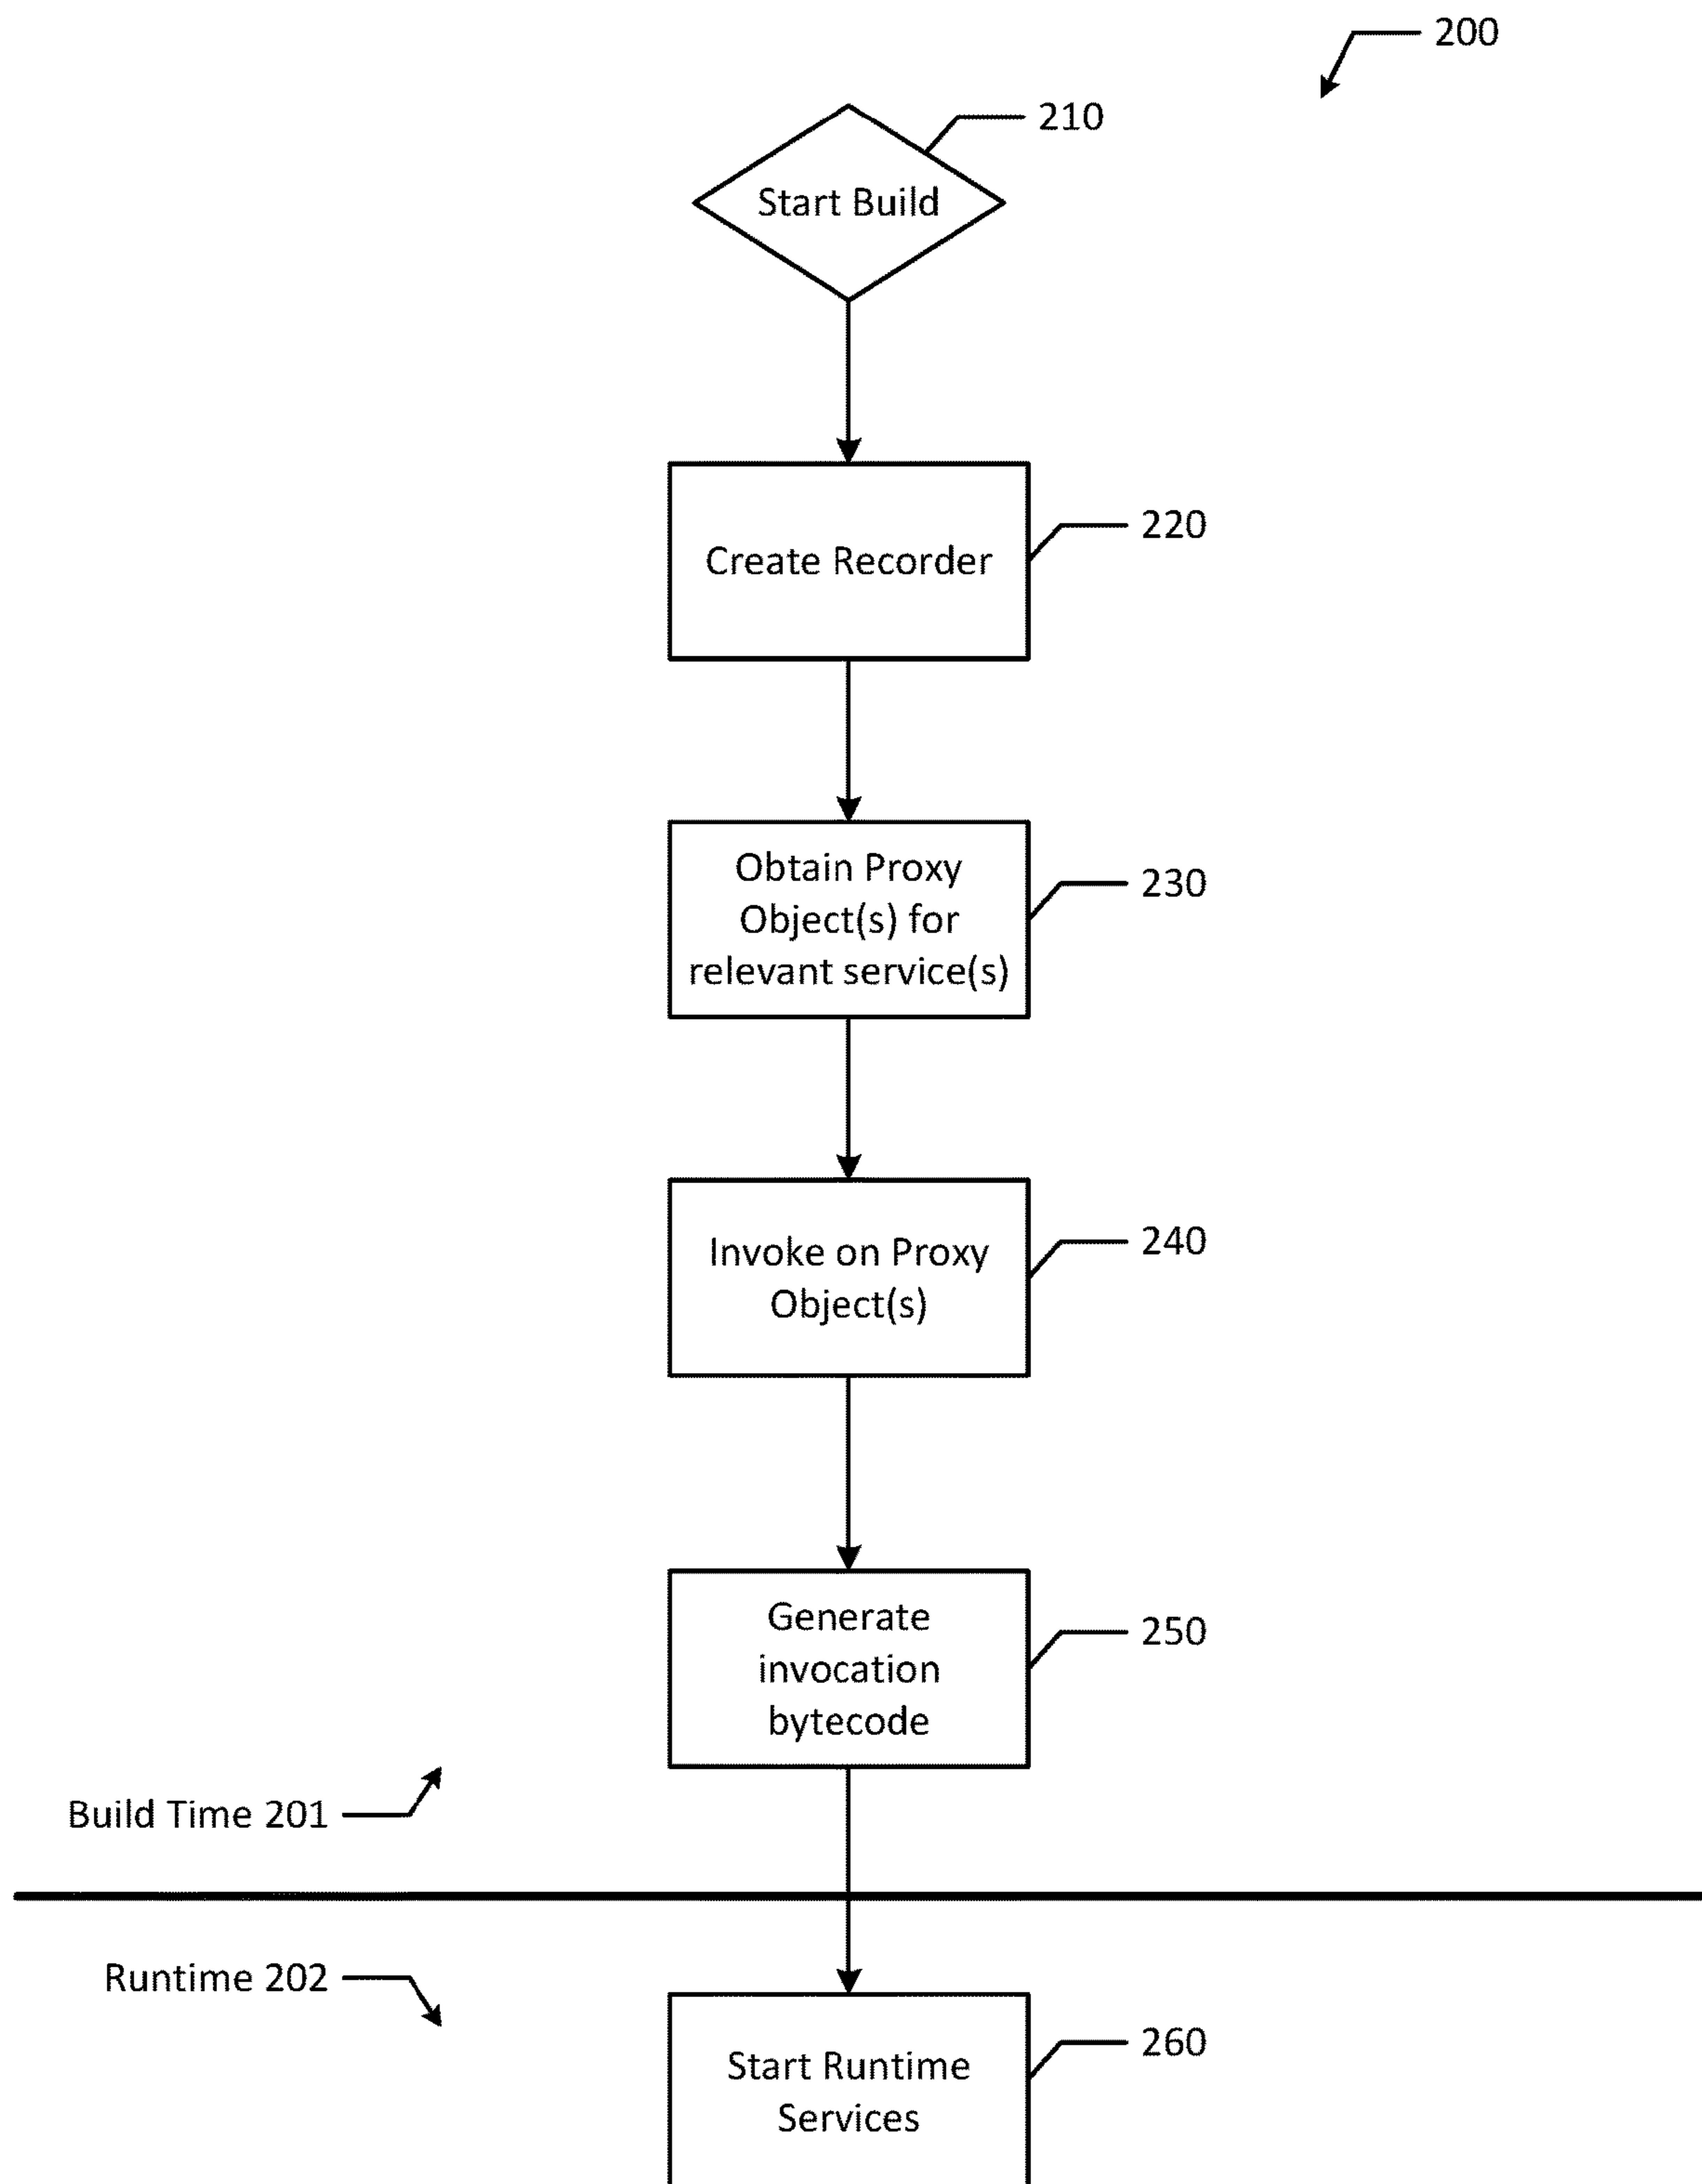 200
210
Start Build
220
Create Recorder
Obtain Proxy
230
Object(s) for
relevant service(s)
240
Invoke on Proxy
Object(s)
Generate
250
invocation
bytecode
Build Time 201
Runtime 202
260
Start Runtime
Services